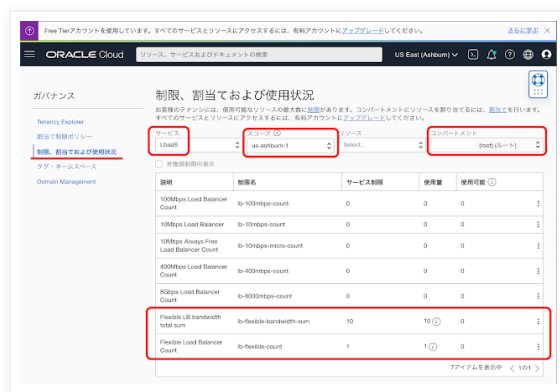 Free Tierアカウントを使用しています。すべてのサービスとリソースにアクセスするには、有料アカウントにアップグレードしてください。 さらに学ぶ ×
ORACLE Cloud リソース、サービスおよびドキュメントの検索 US East (Ashburn)
ガバナンス
Tenancy Explorer
割当て制限ポリシー
制限、割当ておよび使用状況
タグ・ネームスペース
Domain Management
制限、割当ておよび使用状況
お客様のテナンシには、使用可能なリソースの最大数に制限があります。コンパートメントにリソースを割り当てるには、割当てを行います。
すべてのサービスとリソースにアクセスするには、有料アカウントにアップグレードしてください。
サービス スコープ リソース コンパートメント
LbaaS us-ashburn-1 Select... (root) (ルート)
非推奨制限の表示
説明 制限名 サービス制限 使用量 使用可能
100Mbps Load Balancer Count lb-100mbps-count 0 0 0
10Mbps Load Balancer lb-10mbps-count 0 0 0
10Mbps Always Free Load Balancer Count lb-10mbps-micro-count 0 0 0
400Mbps Load Balancer Count lb-400mbps-count 0 0 0
8Gbps Load Balancer Count lb-8000mbps-count 0 0 0
Flexible LB bandwidth total sum lb-flexible-bandwidth-sum 10 10 0
Flexible Load Balancer Count lb-flexible-count 1 1 0
7アイテムを表示中 < 1の1 >